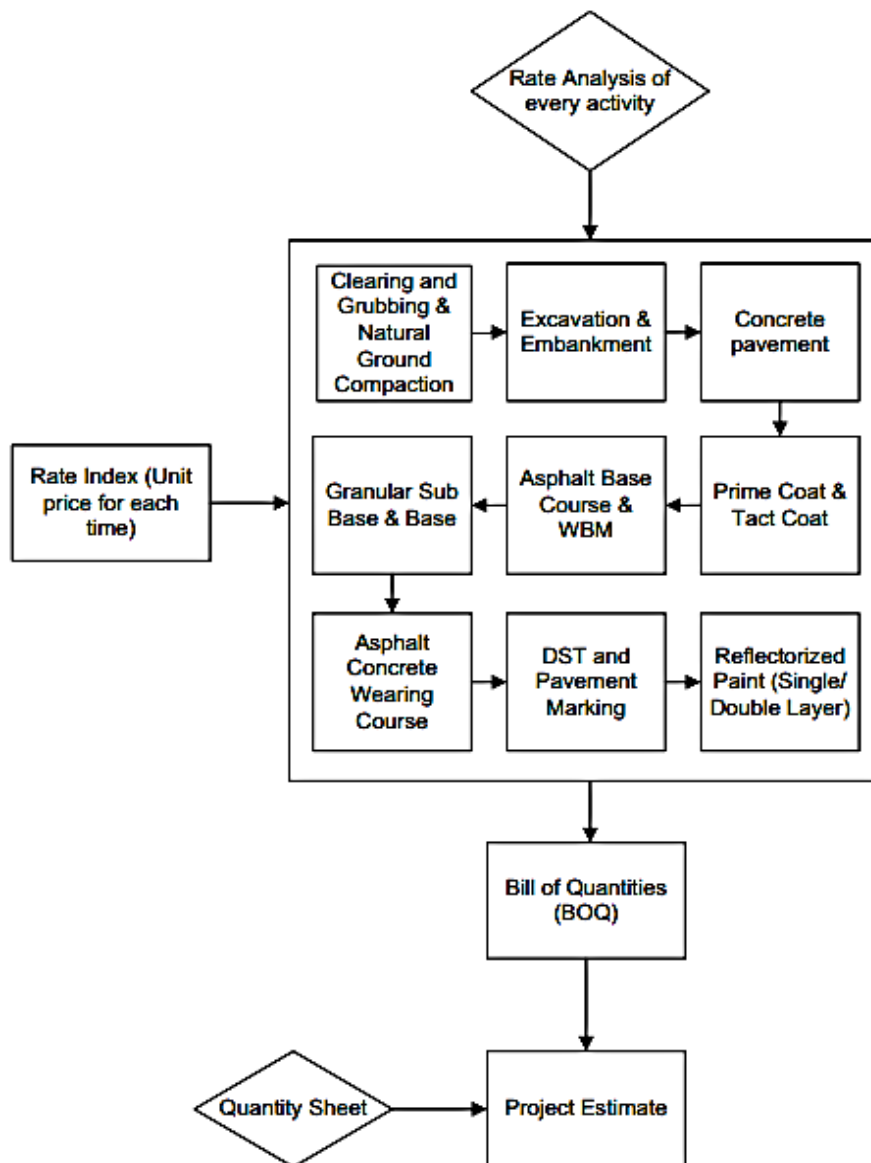 Rate Analysis of
every activity
Clearing and
Grubbing &
Natural
Ground
Compaction
Excavation &
Embankment
Concrete
pavement
Rate Index (Unit
price for each
time)
Granular Sub
Base & Base
Asphalt Base
Course &
WBM
Prime Coat &
Tact Coat
Asphalt
Concrete
Wearing
Course
DST and
Pavement
Marking
Reflectorized
Paint (Single/
Double Layer)
Bill of Quantities
(BOQ)
Quantity Sheet
Project Estimate